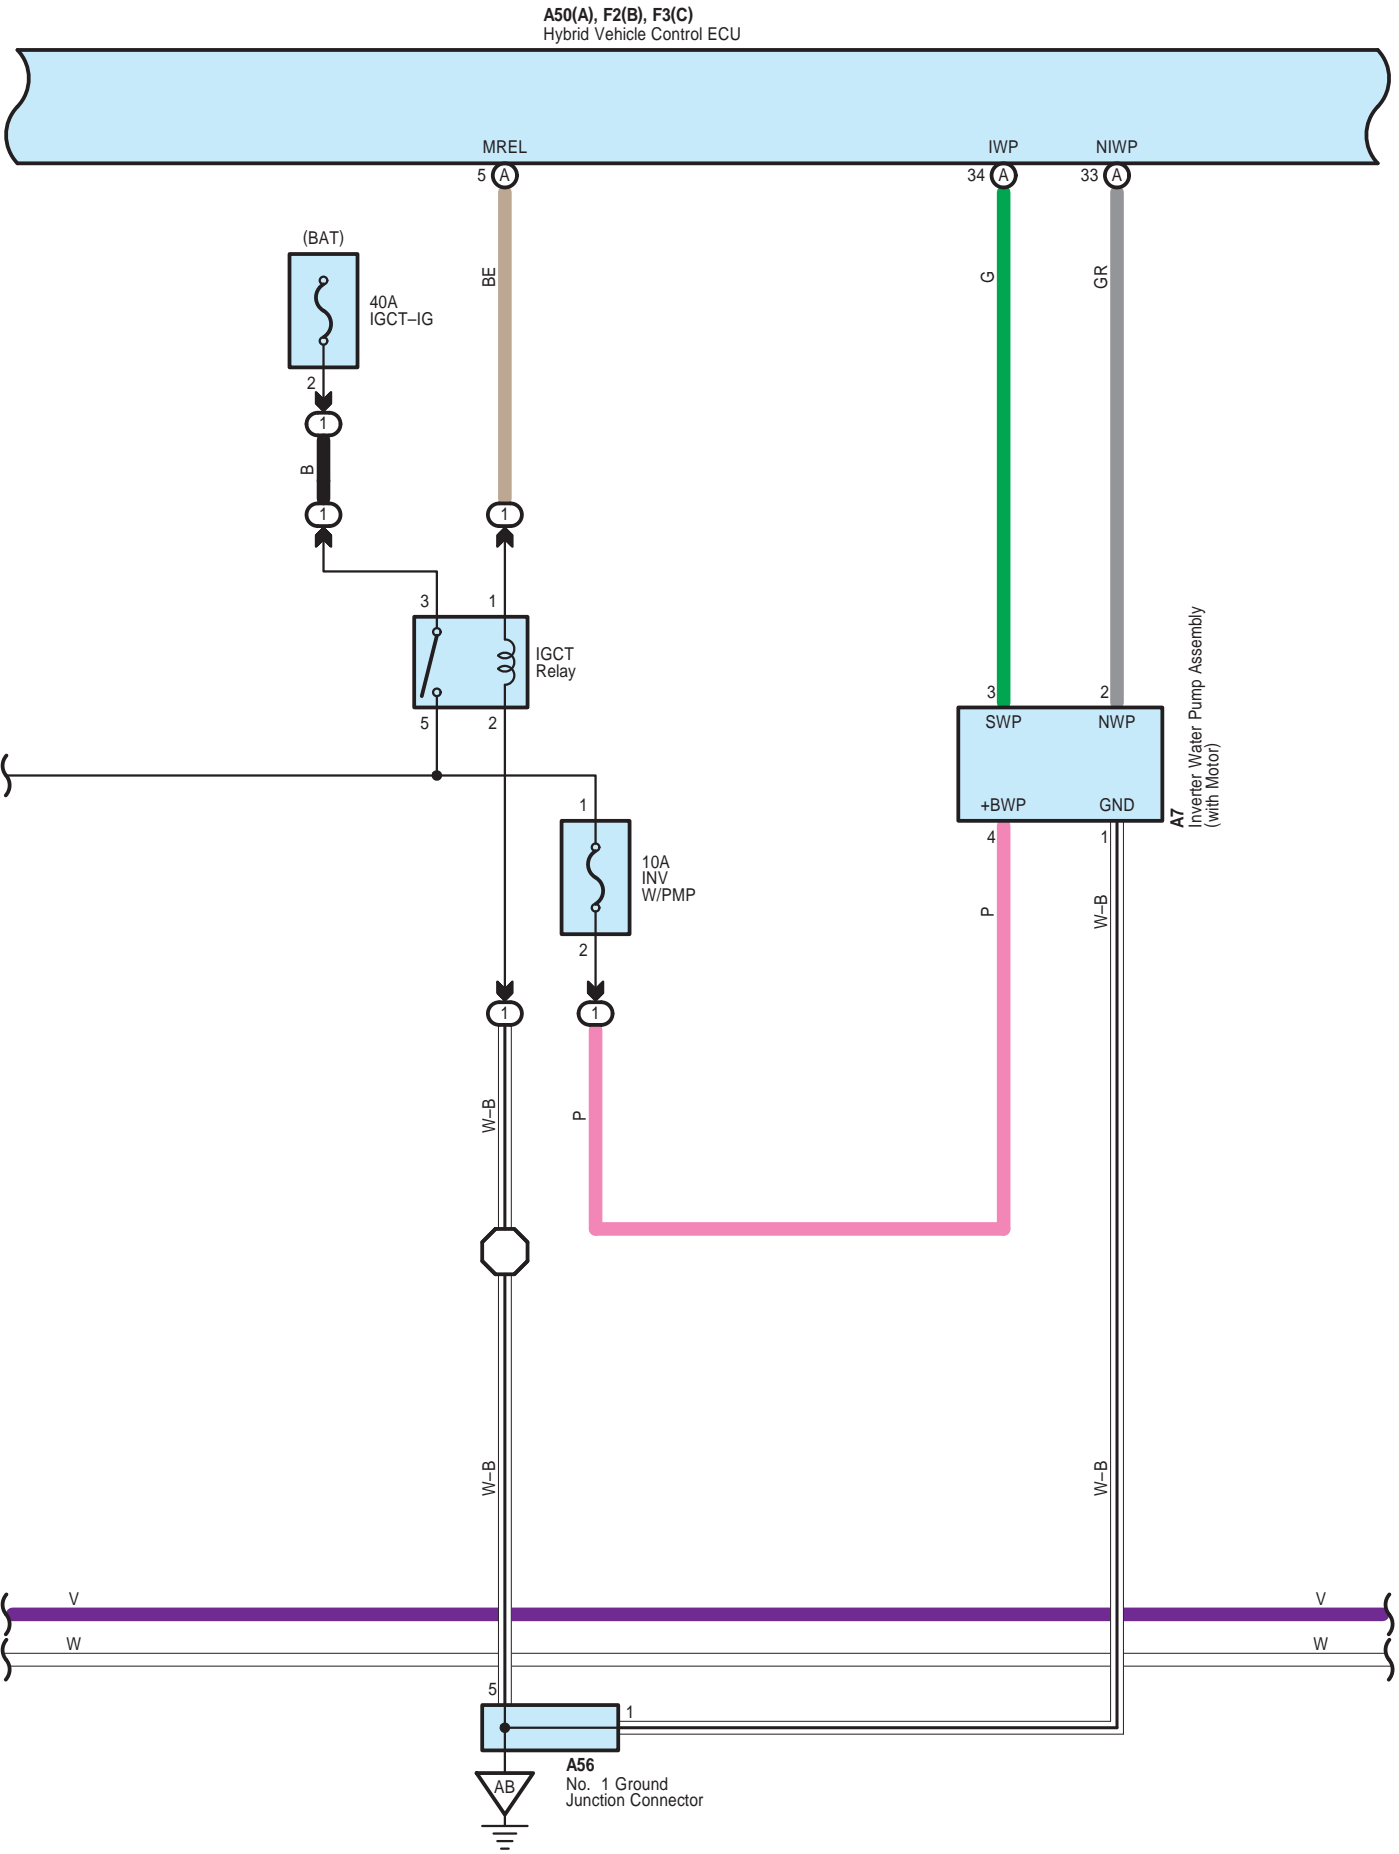 A50(A), F2(B), F3(C)
Hybrid Vehicle Control ECU
MREL
IWP
NIWP
5 A
34 A
33 A
(BAT)
BE
G
GR
40A
IGCT–IG
2
1
B
1
1
3
1
IGCT
Relay
5
2
3
2
SWP
NWP
+BWP
GND
A7
Inverter Water Pump Assembly
(with Motor)
4
1
1
10A
INV
W/PMP
2
P
W–B
1
1
W–B
P
W–B
W–B
V
V
W
W
5
1
A56
No. 1 Ground
Junction Connector
AB